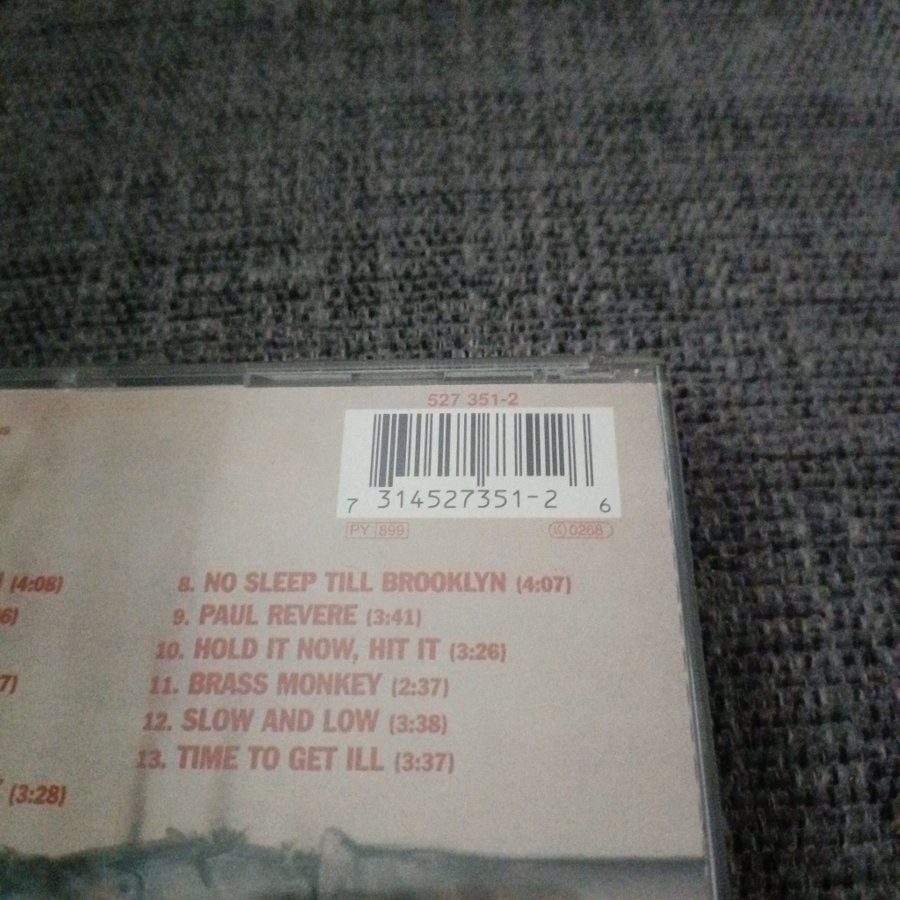 527 351-2
7 314527351-2 6
PY 899
LC 0268
(4:08)
8. NO SLEEP TILL BROOKLYN (4:07)
9. PAUL REVERE (3:41)
10. HOLD IT NOW, HIT IT (3:26)
11. BRASS MONKEY (2:37)
12. SLOW AND LOW (3:38)
13. TIME TO GET ILL (3:37)
(3:28)